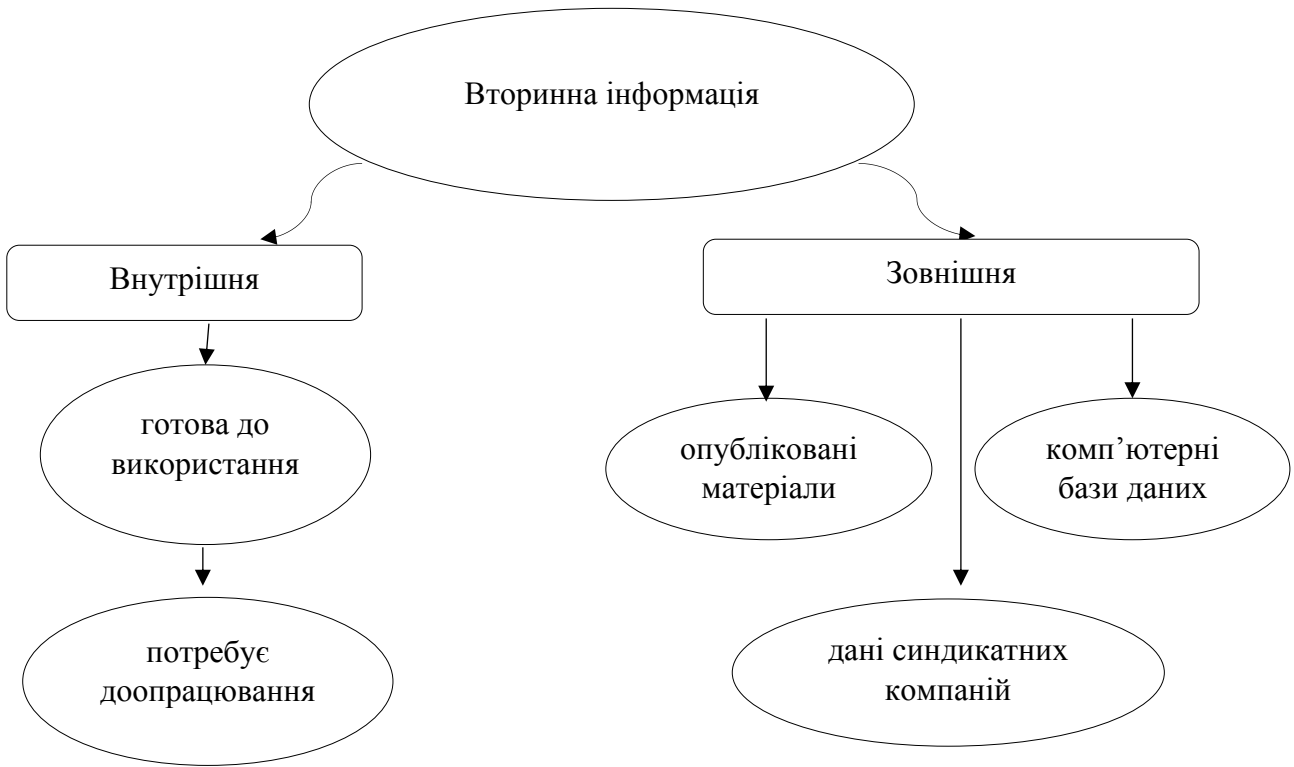 Вторинна інформація
Внутрішня
Зовнішня
готова до
використання
опубліковані
матеріали
комп’ютерні
бази даних
потребує
доопрацювання
дані синдикатних
компаній